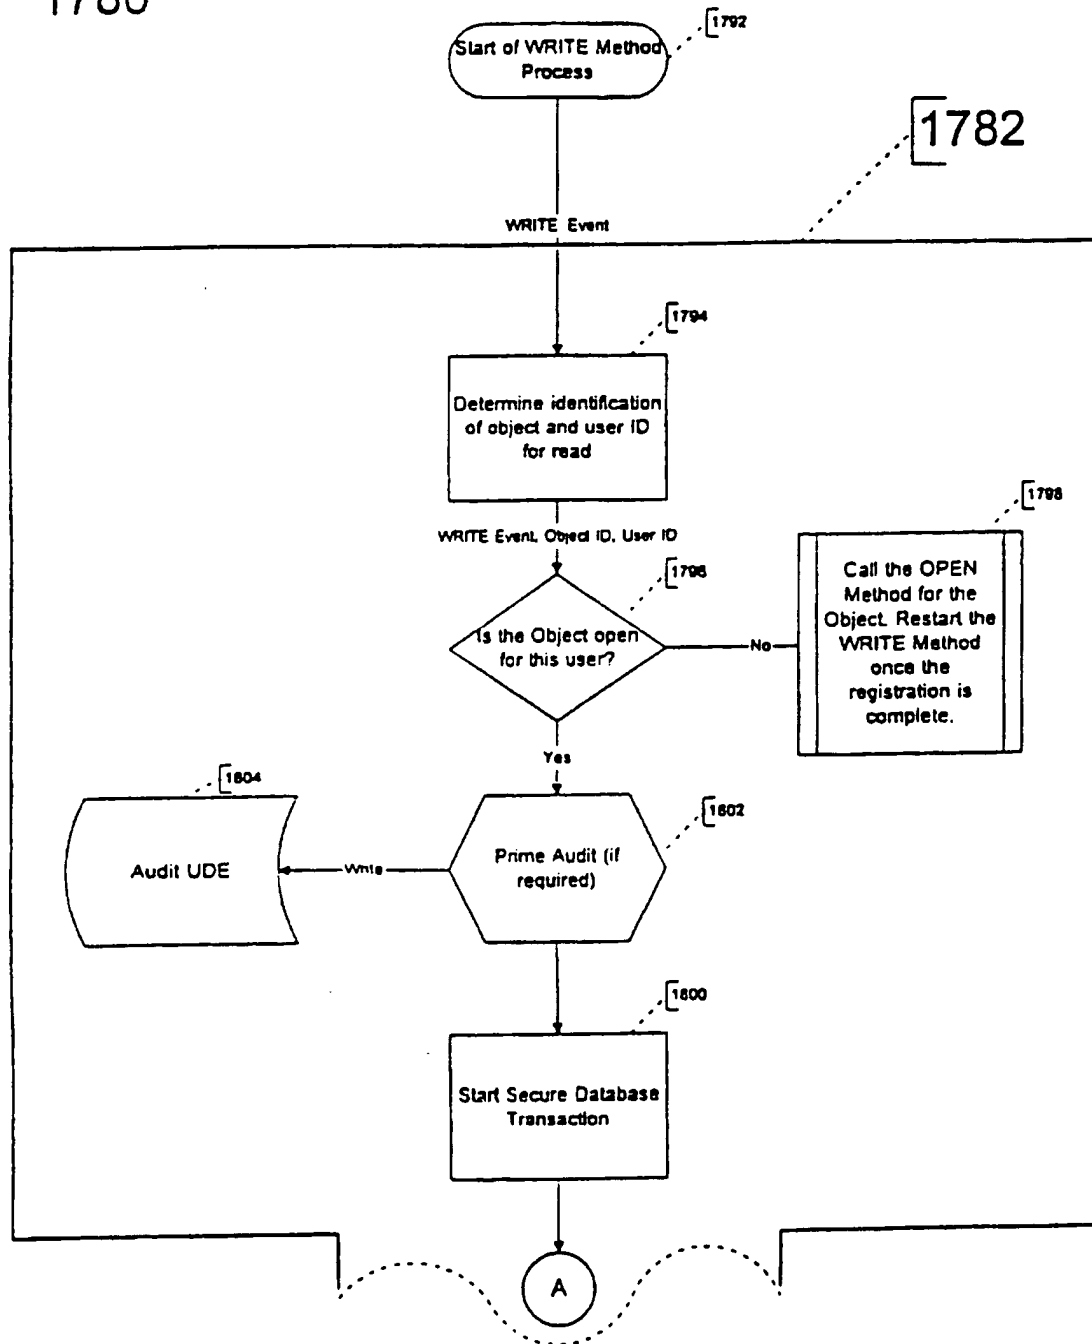 1780
1792
Start of WRITE Method
Process
1782
WRITE Event
1794
Determine identification
of object and user ID
for read
WRITE Event, Object ID, User ID
1796
Is the Object open
for this user?
No
1798
Call the OPEN
Method for the
Object. Restart the
WRITE Method
once the
registration is
complete.
Yes
1804
Audit UDE
Write
1802
Prime Audit (if
required)
1800
Start Secure Database
Transaction
A